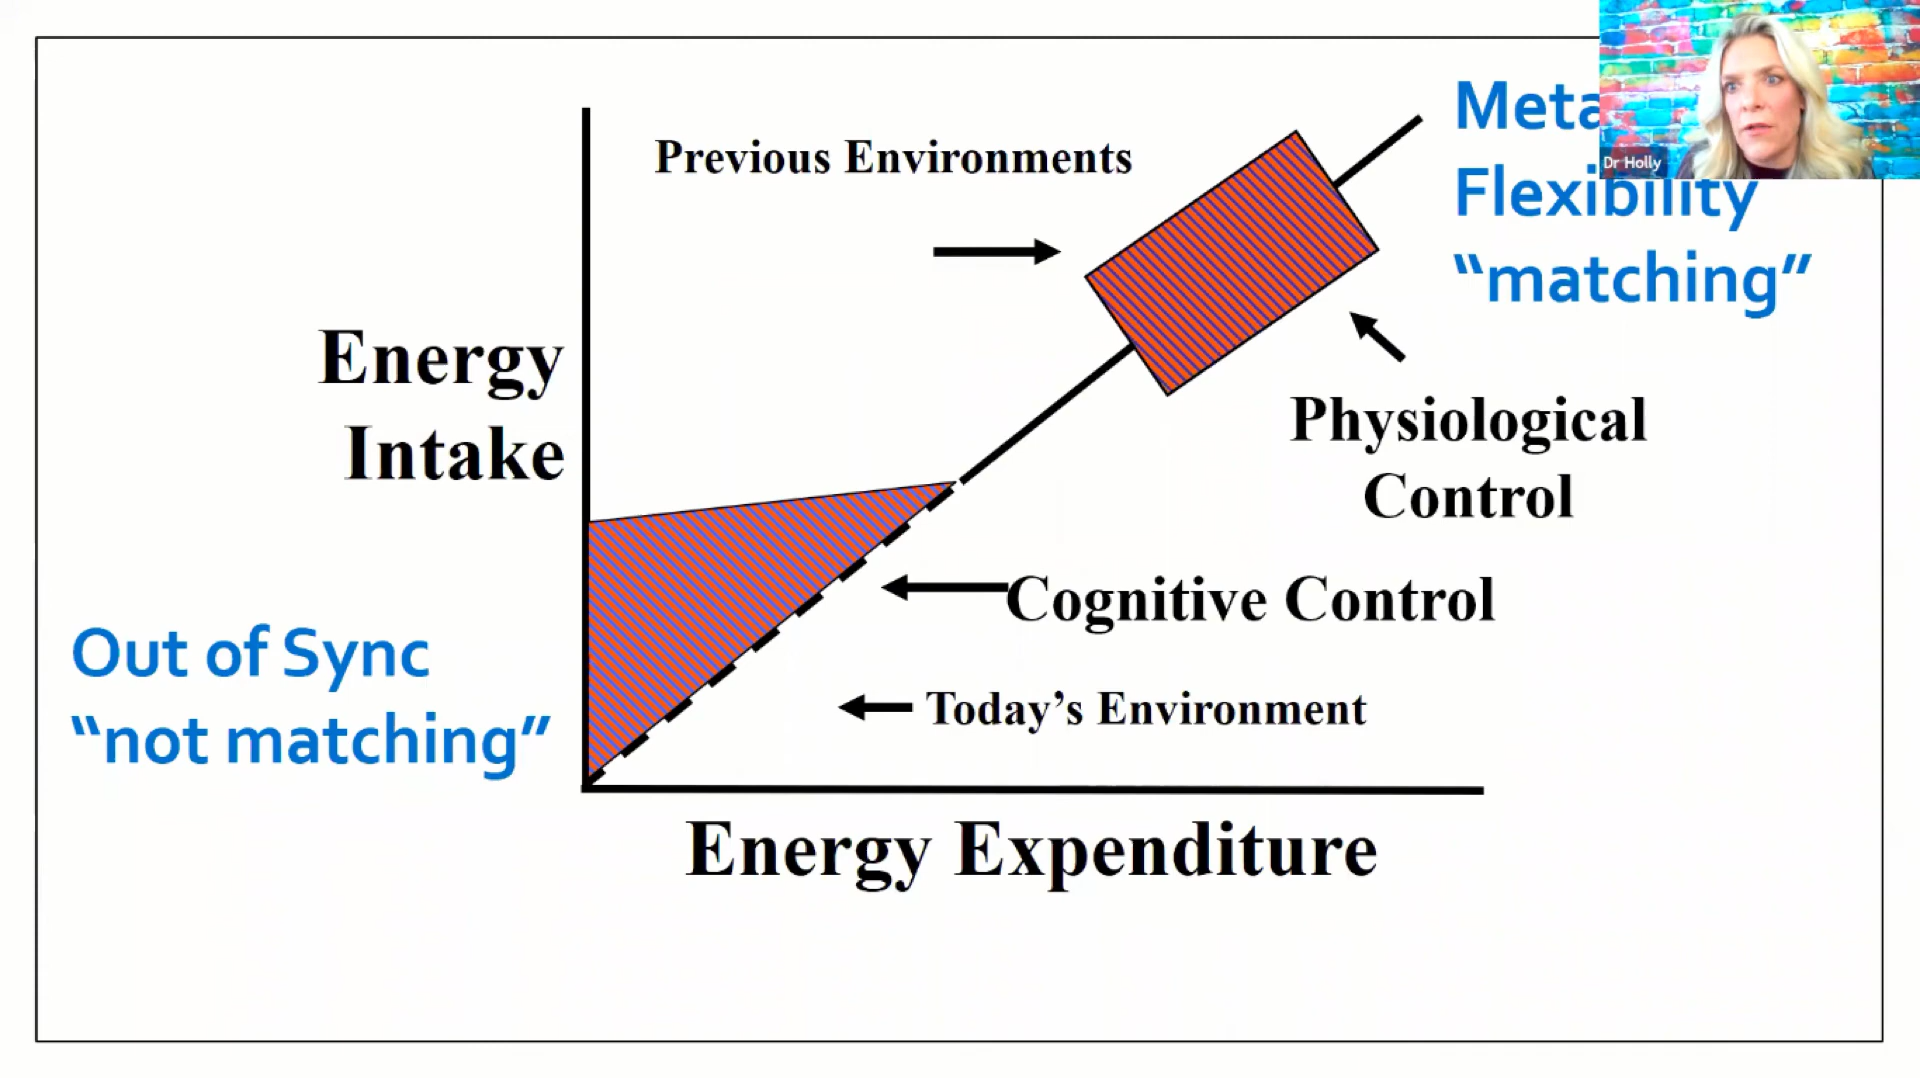 Previous Environments
Flexibility
“matching”
Energy
Intake
Physiological
Control
Cognitive Control
Out of Sync
“not matching”
Today’s Environment
Energy Expenditure
Dr Holly